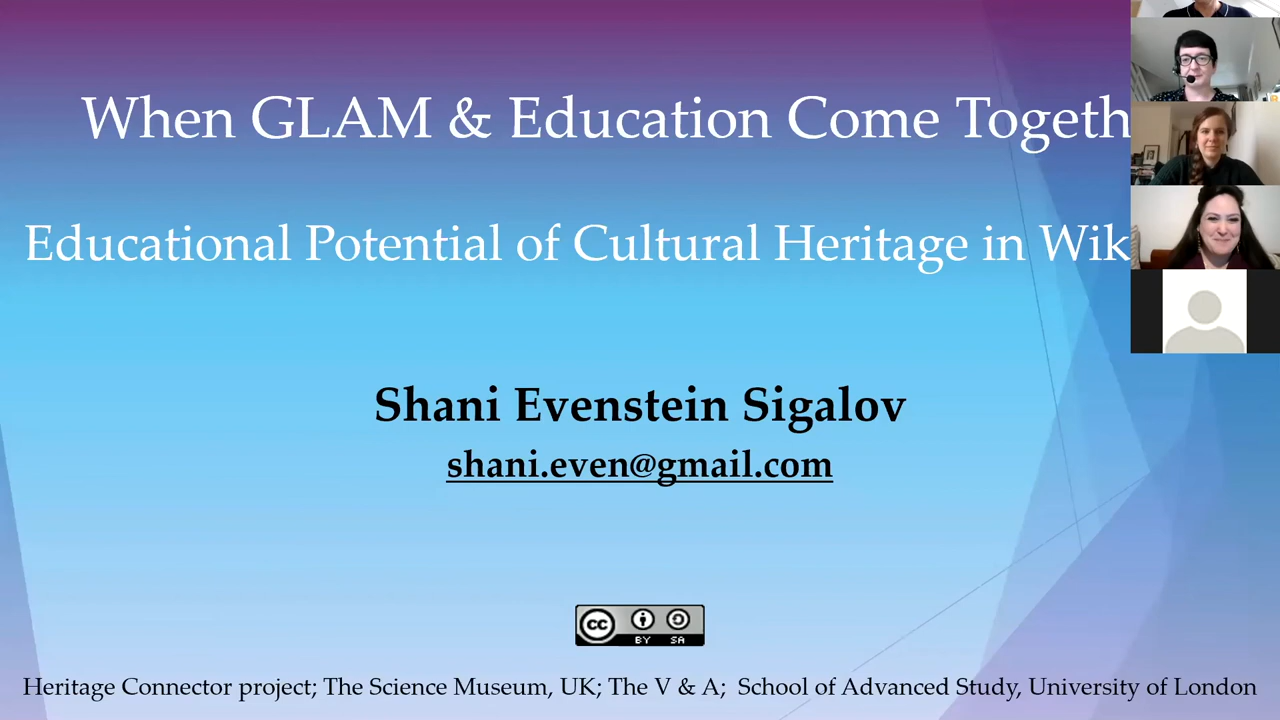 When GLAM & Education Come Togeth
Educational Potential of Cultural Heritage in Wik
Shani Evenstein Sigalov
shani.even@gmail.com
cc
BY SA
Heritage Connector project; The Science Museum, UK; The V & A; School of Advanced Study, University of London